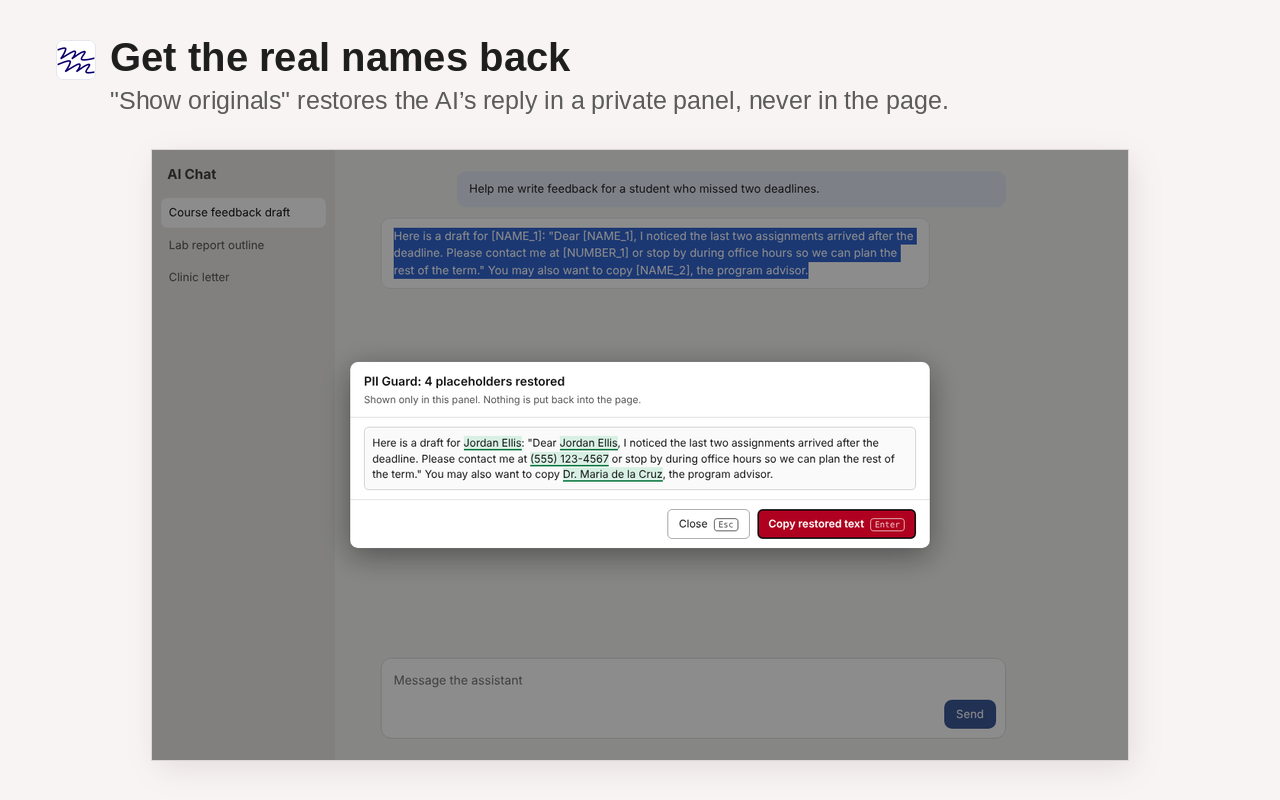 Get the real names back
"Show originals" restores the AI’s reply in a private panel, never in the page.
AI Chat
Course feedback draft
Lab report outline
Clinic letter
Help me write feedback for a student who missed two deadlines.
Here is a draft for [NAME_1]: "Dear [NAME_1], I noticed the last two assignments arrived after the
deadline. Please contact me at [NUMBER_1] or stop by during office hours so we can plan the
rest of the term." You may also want to copy [NAME_2], the program advisor.
PII Guard: 4 placeholders restored
Shown only in this panel. Nothing is put back into the page.
Here is a draft for Jordan Ellis: "Dear Jordan Ellis, I noticed the last two assignments arrived after the
deadline. Please contact me at (555) 123-4567 or stop by during office hours so we can plan the rest of
the term." You may also want to copy Dr. Maria de la Cruz, the program advisor.
Close Esc
Copy restored text Enter
Message the assistant
Send